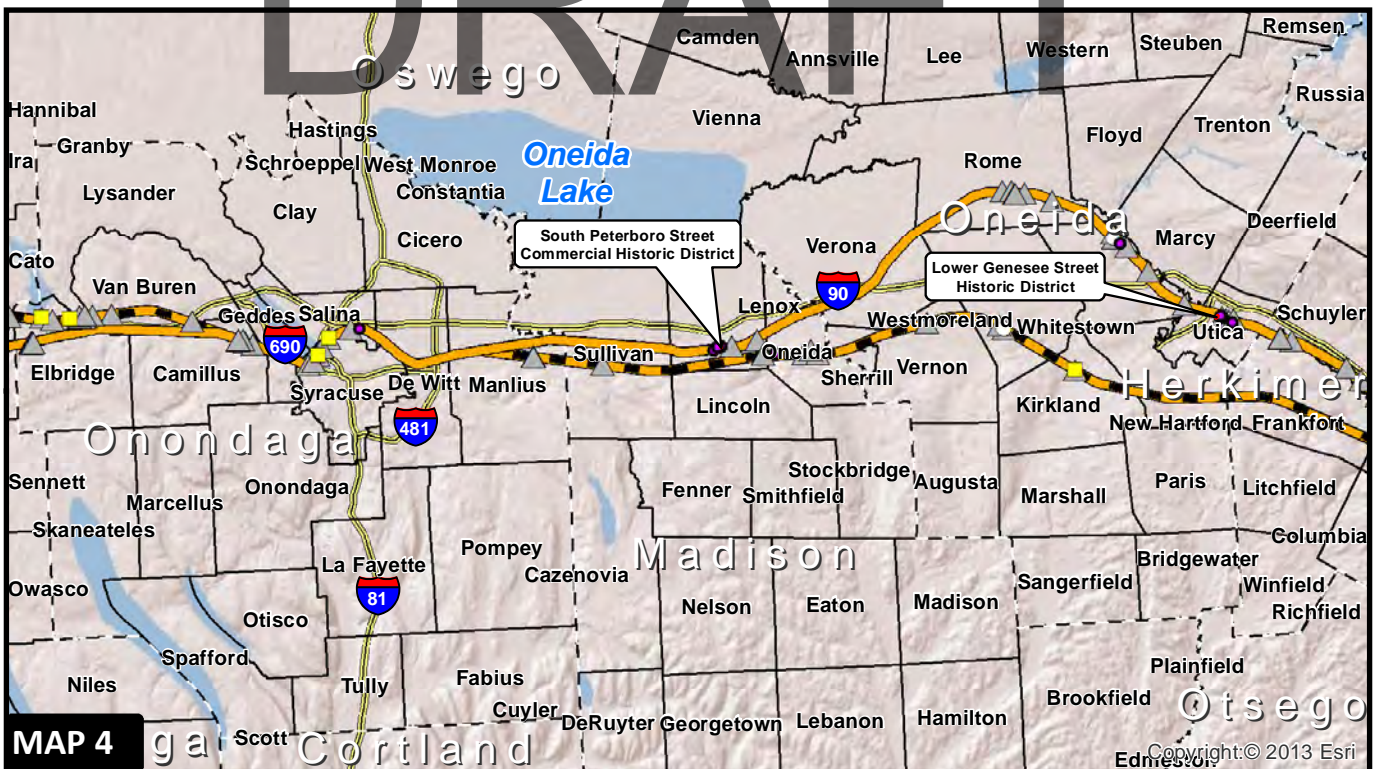 DRAFT
Remsen
Camden
Annsville
Lee
Western
Steuben
Oswego
Russia
Hannibal
Vienna
Trenton
Floyd
Hastings
Granby
Ira
Rome
Schroeppel
West Monroe
Oneida
Lake
Lysander
Constantia
Clay
Oneida
Deerfield
Cicero
South Peterboro Street
Commercial Historic District
Verona
Marcy
Cato
Lower Genesee Street
Historic District
Van Buren
90
Lenox
Geddes
Salina
Westmoreland
Whitestown
Schuyler
Utica
690
Sullivan
Oneida
Elbridge
Camillus
Syracuse
De Witt
Manlius
Sherrill
Vernon
Herkimer
Lincoln
Kirkland
481
New Hartford
Frankfort
Onondaga
Sennett
Onondaga
Stockbridge
Augusta
Paris
Marcellus
Fenner
Smithfield
Marshall
Litchfield
Skaneateles
Columbia
Pompey
Madison
La Fayette
Cazenovia
Bridgewater
Owasco
81
Sangerfield
Winfield
Nelson
Eaton
Madison
Richfield
Otisco
Spafford
Plainfield
Niles
Tully
Fabius
Brookfield
Otsego
Cuyler
DeRuyter
Georgetown
Lebanon
Hamilton
MAP 4
ga
Scott
Cortland
Edmeston
Copyright:© 2013 Esri